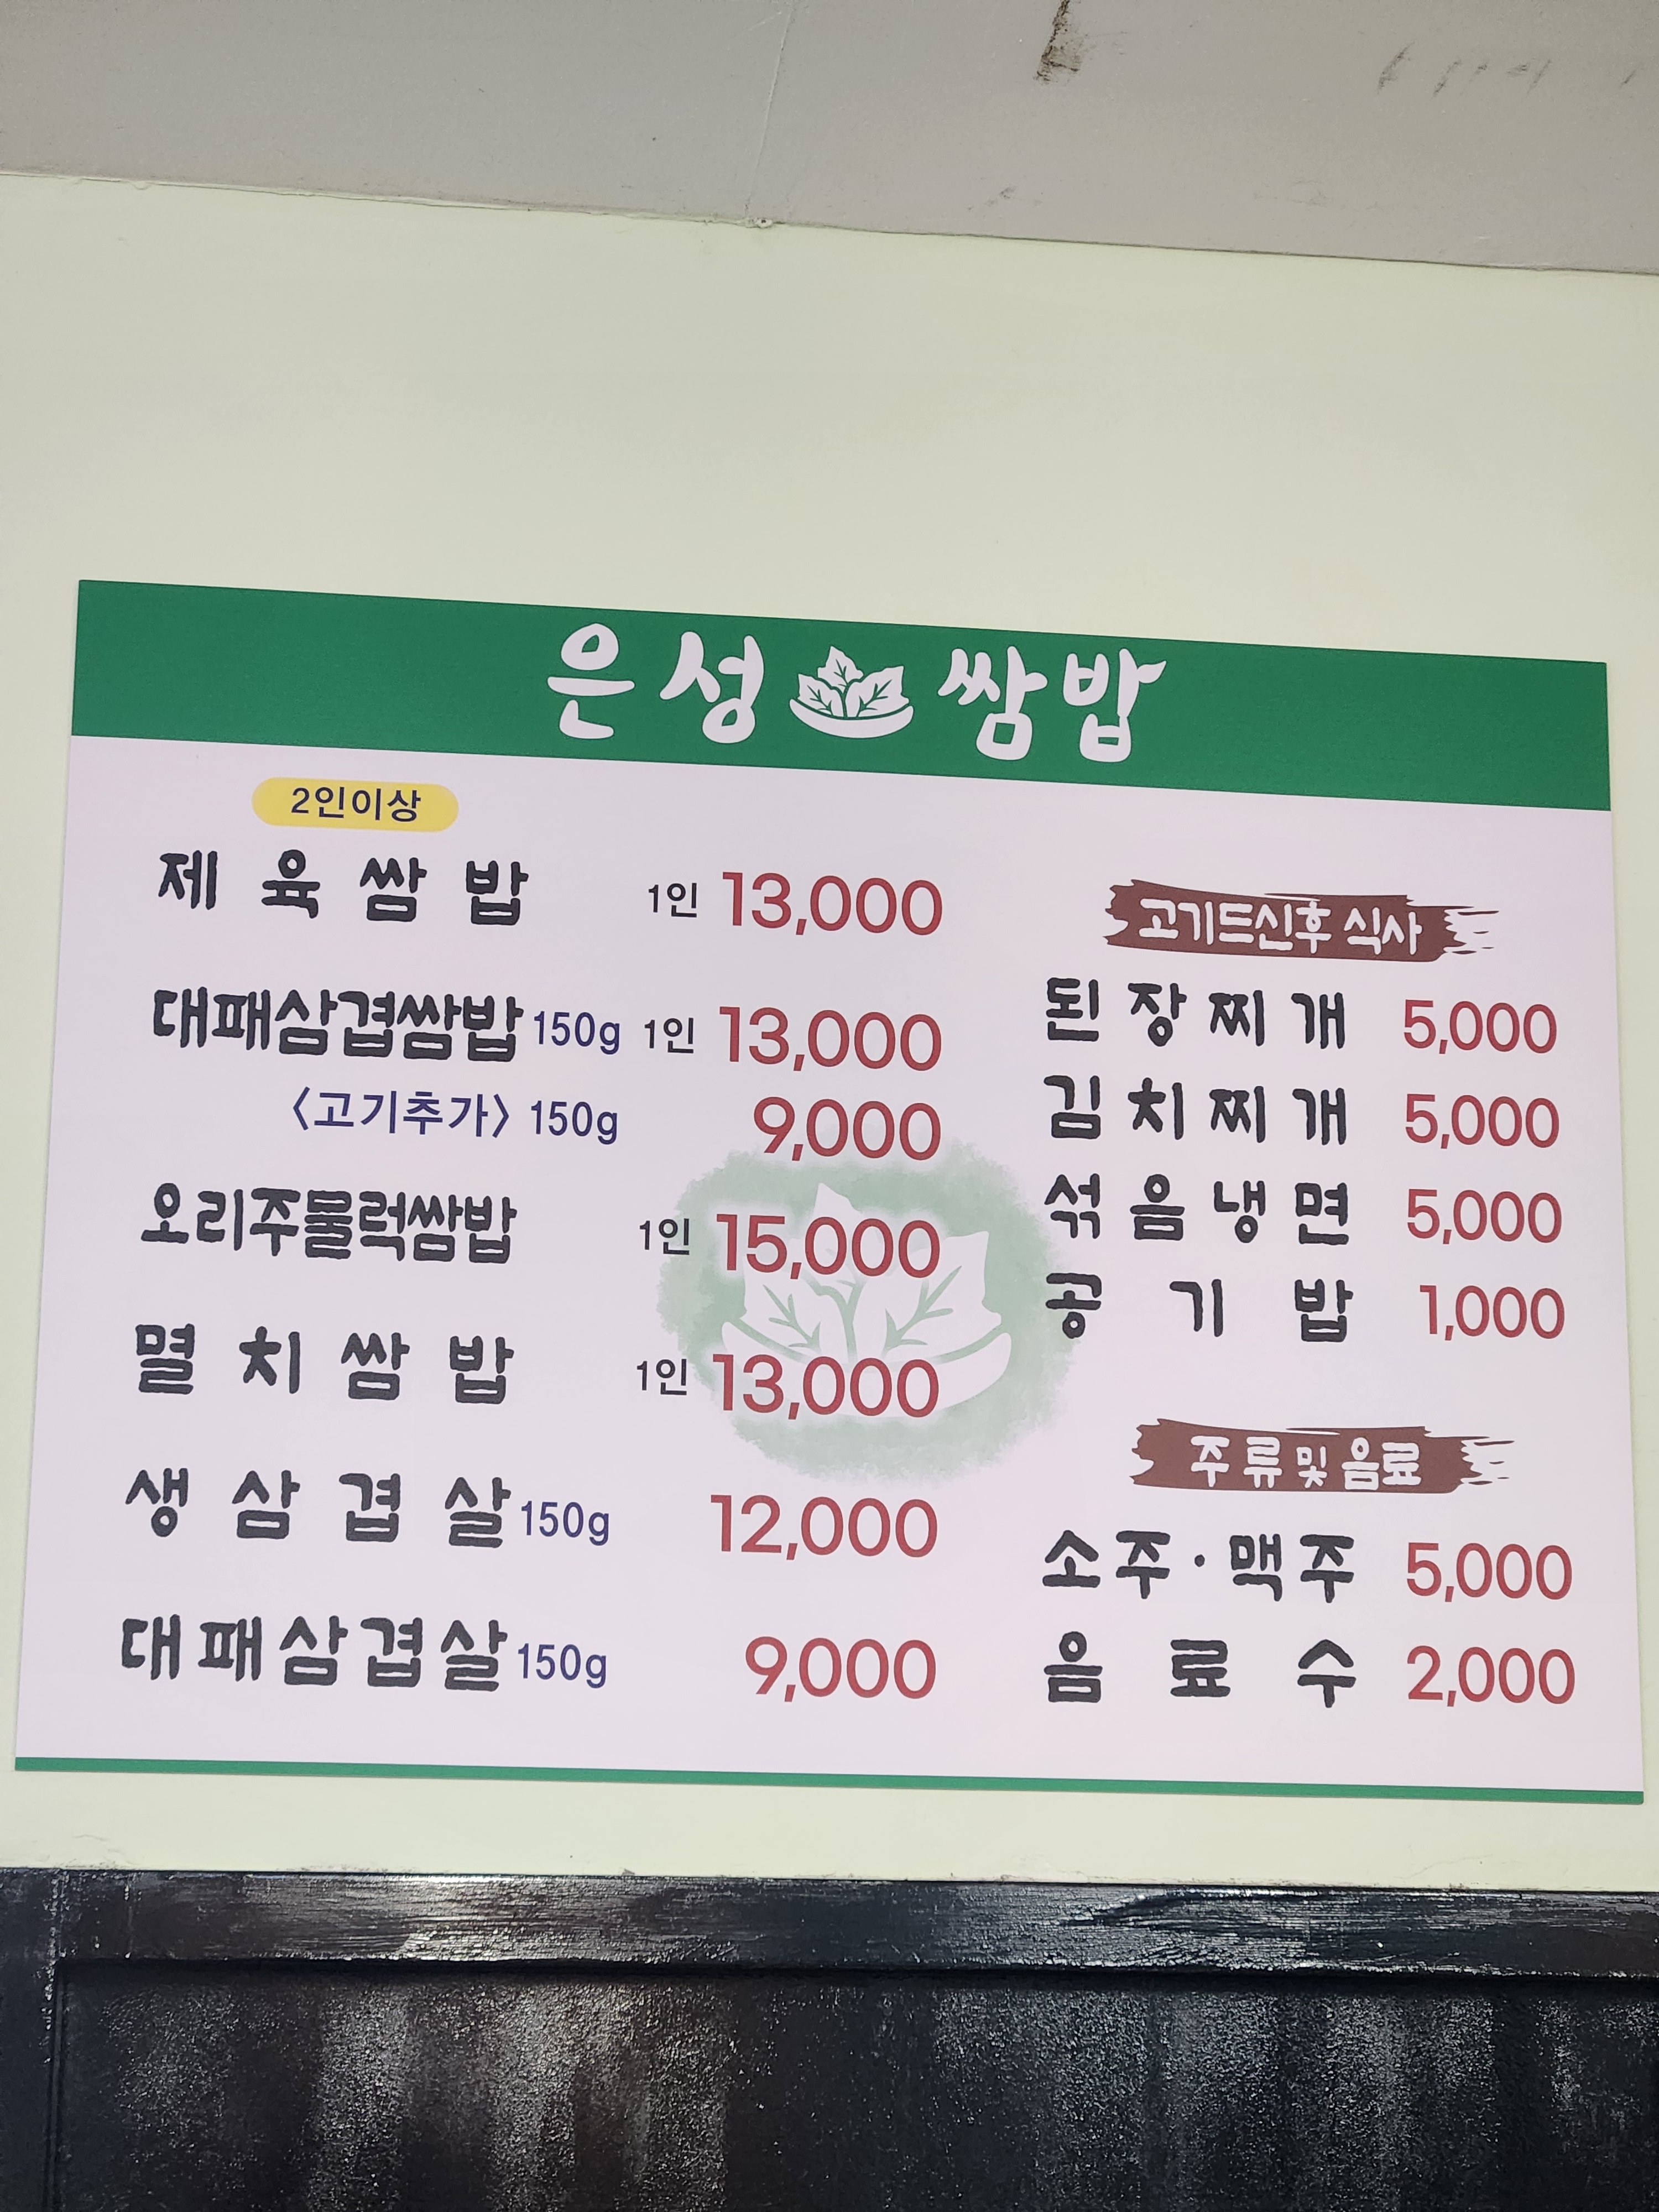 은성 쌈밥
2인이상
제육쌈밥 1인 13,000
대패삼겹쌈밥 150g 1인 13,000
<고기추가> 150g 9,000
오리주물럭쌈밥 1인 15,000
멸치쌈밥 1인 13,000
생삼겹살 150g 12,000
대패삼겹살 150g 9,000
고기드신후 식사
된장찌개 5,000
김치찌개 5,000
섞음냉면 5,000
공기밥 1,000
주류 및 음료
소주·맥주 5,000
음료수 2,000